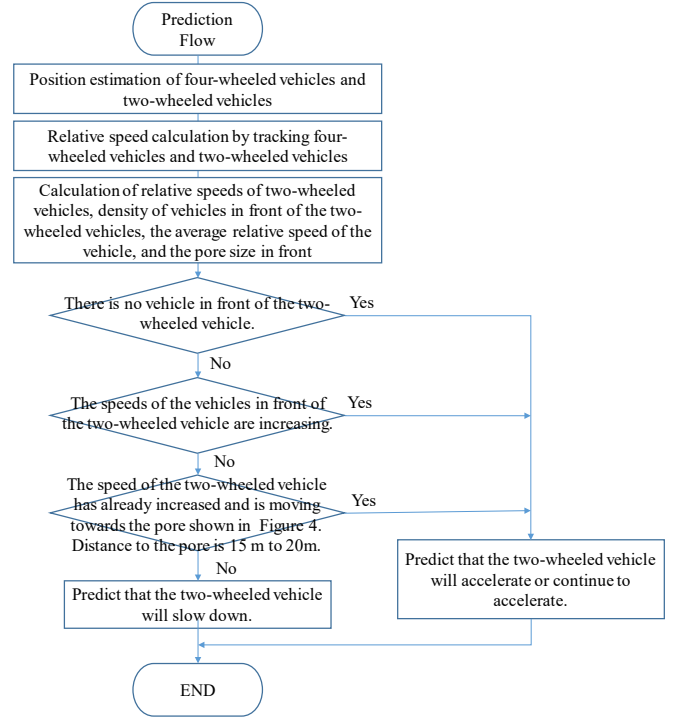 Prediction
Flow
Position estimation of four-wheeled vehicles and
two-wheeled vehicles
Relative speed calculation by tracking four-
wheeled vehicles and two-wheeled vehicles
Calculation of relative speeds of two-wheeled
vehicles, density of vehicles in front of the two-
wheeled vehicles, the average relative speed of the
vehicle, and the pore size in front
There is no vehicle in front of the two-
wheeled vehicle.
Yes
No
The speeds of the vehicles in front of
the two-wheeled vehicle are increasing.
Yes
No
The speed of the two-wheeled vehicle
has already increased and is moving
towards the pore shown in Figure 4.
Distance to the pore is 15 m to 20m.
Yes
No
Predict that the two-wheeled vehicle
will slow down.
Predict that the two-wheeled vehicle
will accelerate or continue to
accelerate.
END